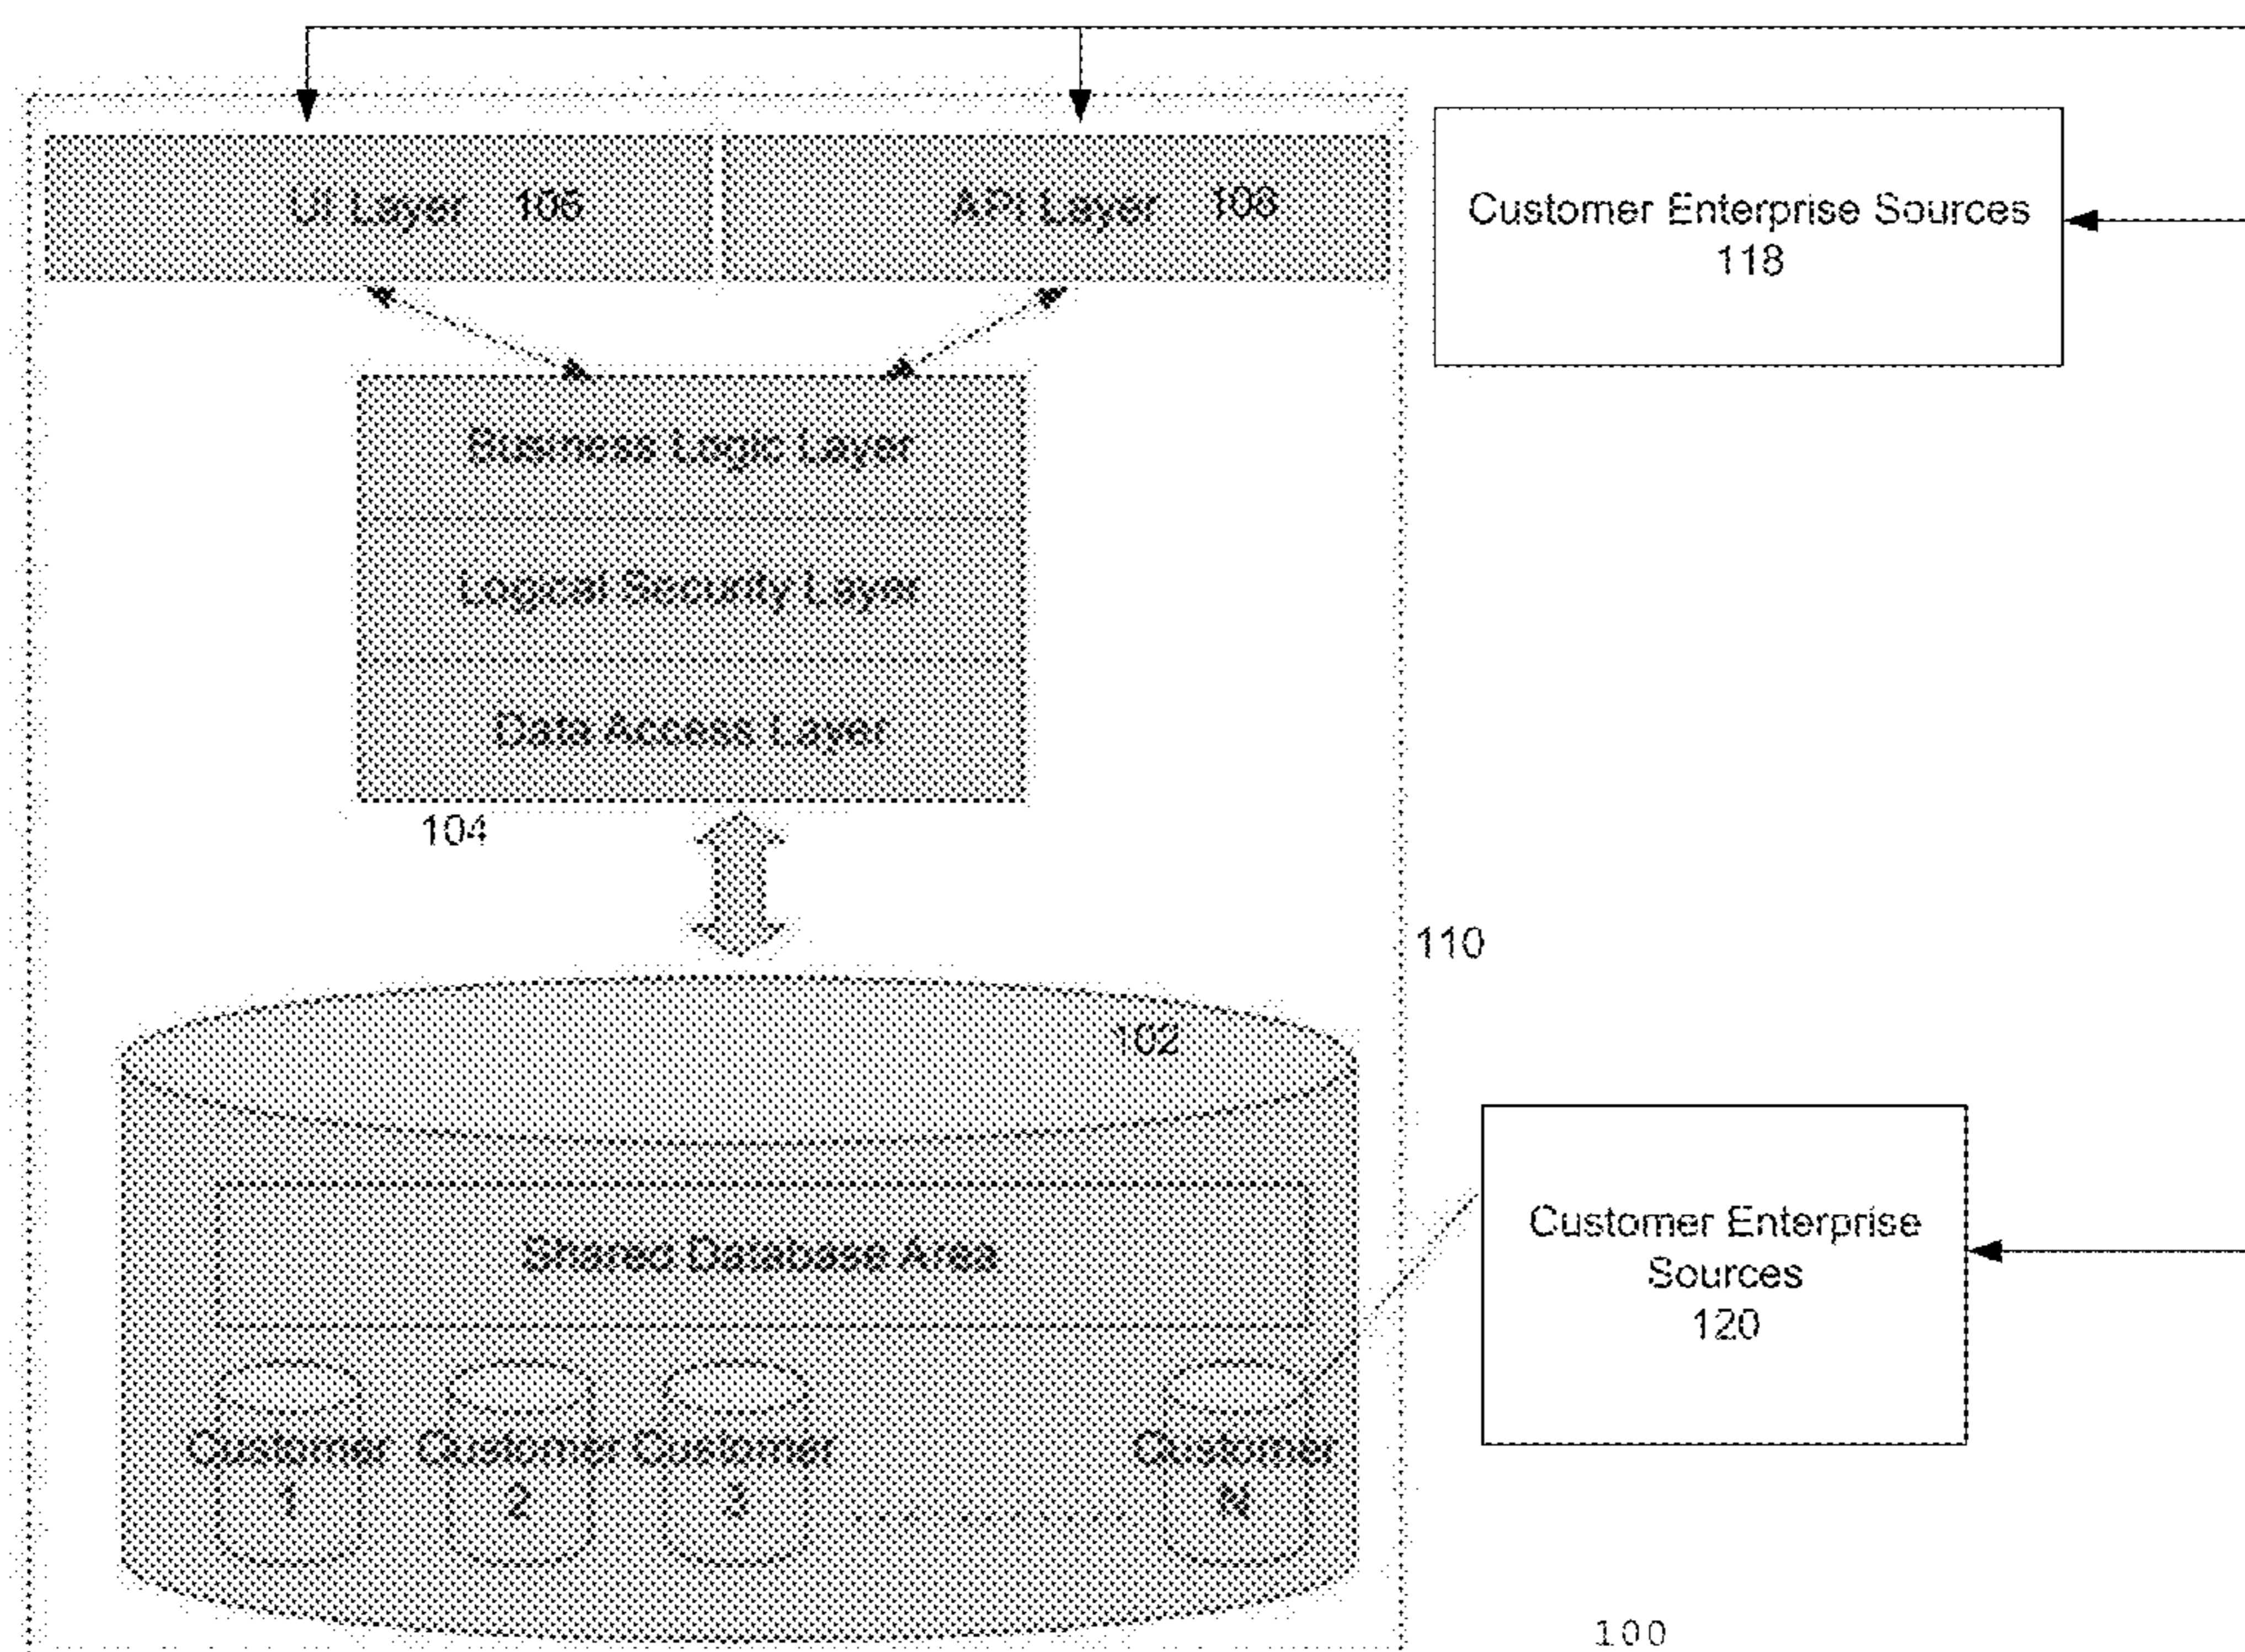 UI Layer 106
API Layer 108
Customer Enterprise Sources
118
Business Logic Layer
Logical Security Layer
Data Access Layer
104
110
102
Shared Database Area
Customer Enterprise
Sources
120
Customer
1
Customer
2
Customer
3
Customer
N
100